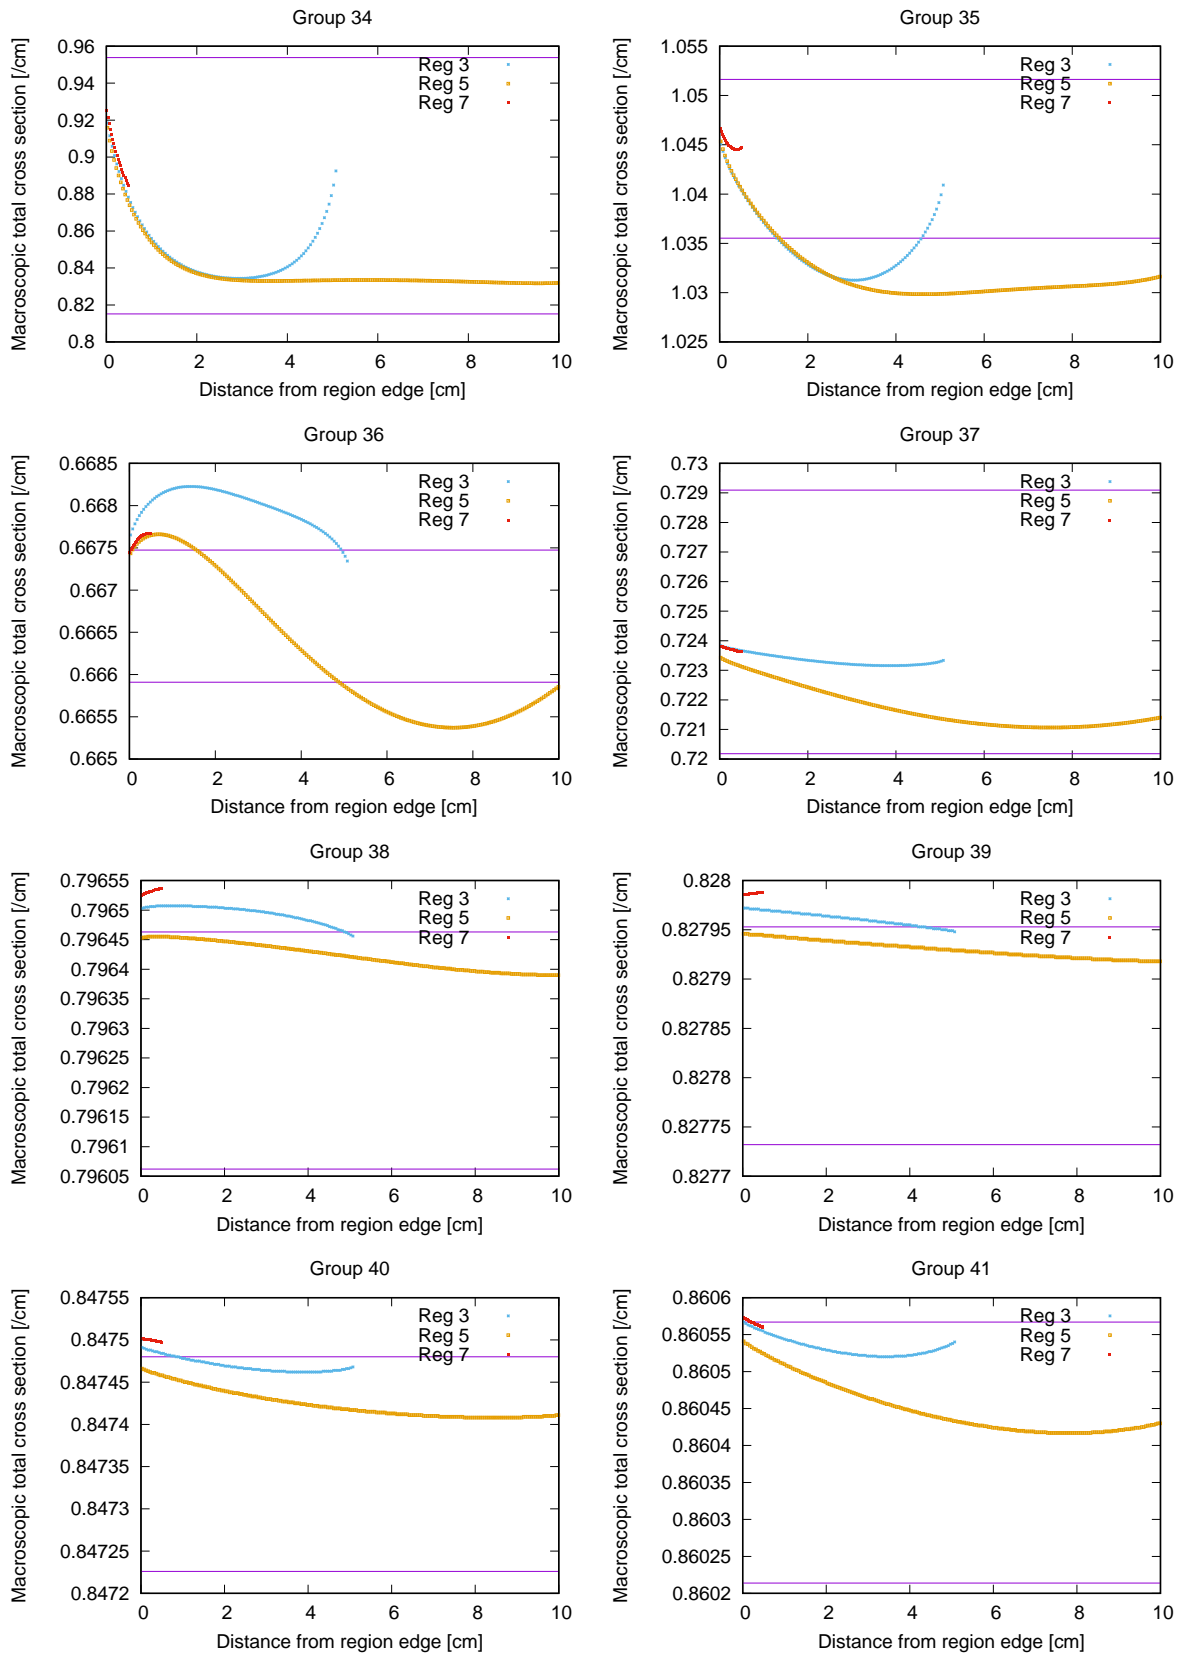 Group 34
Macroscopic total cross section [/cm]
0.96
0.94
0.92
0.9
0.88
0.86
0.84
0.82
0.8
0 2 4 6 8 10
Distance from region edge [cm]
Reg 3
Reg 5
Reg 7
Group 35
Macroscopic total cross section [/cm]
1.055
1.05
1.045
1.04
1.035
1.03
1.025
0 2 4 6 8 10
Distance from region edge [cm]
Reg 3
Reg 5
Reg 7
Group 36
Macroscopic total cross section [/cm]
0.6685
0.668
0.6675
0.667
0.6665
0.666
0.6655
0.665
0 2 4 6 8 10
Distance from region edge [cm]
Reg 3
Reg 5
Reg 7
Group 37
Macroscopic total cross section [/cm]
0.73
0.729
0.728
0.727
0.726
0.725
0.724
0.723
0.722
0.721
0.72
0 2 4 6 8 10
Distance from region edge [cm]
Reg 3
Reg 5
Reg 7
Group 38
Macroscopic total cross section [/cm]
0.79655
0.7965
0.79645
0.7964
0.79635
0.7963
0.79625
0.7962
0.79615
0.7961
0.79605
0 2 4 6 8 10
Distance from region edge [cm]
Reg 3
Reg 5
Reg 7
Group 39
Macroscopic total cross section [/cm]
0.828
0.82795
0.8279
0.82785
0.8278
0.82775
0.8277
0 2 4 6 8 10
Distance from region edge [cm]
Reg 3
Reg 5
Reg 7
Group 40
Macroscopic total cross section [/cm]
0.84755
0.8475
0.84745
0.8474
0.84735
0.8473
0.84725
0.8472
0 2 4 6 8 10
Distance from region edge [cm]
Reg 3
Reg 5
Reg 7
Group 41
Macroscopic total cross section [/cm]
0.8606
0.86055
0.8605
0.86045
0.8604
0.86035
0.8603
0.86025
0.8602
0 2 4 6 8 10
Distance from region edge [cm]
Reg 3
Reg 5
Reg 7